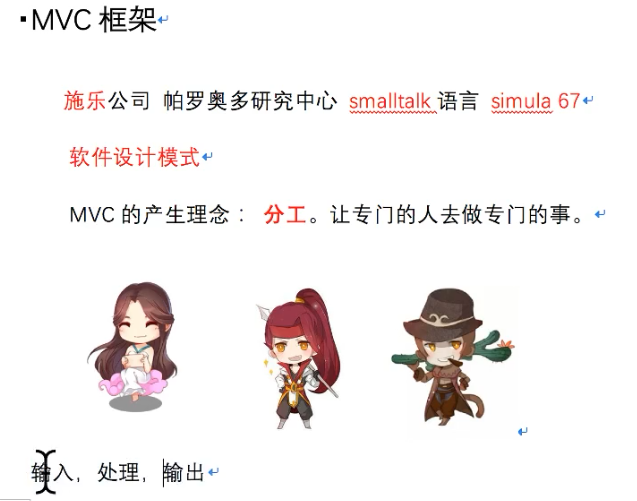 ▪MVC 框架
施乐公司 帕罗奥多研究中心 smalltalk 语言 simula 67
软件设计模式
MVC 的产生理念： 分工。让专门的人去做专门的事。
输入，处理，输出